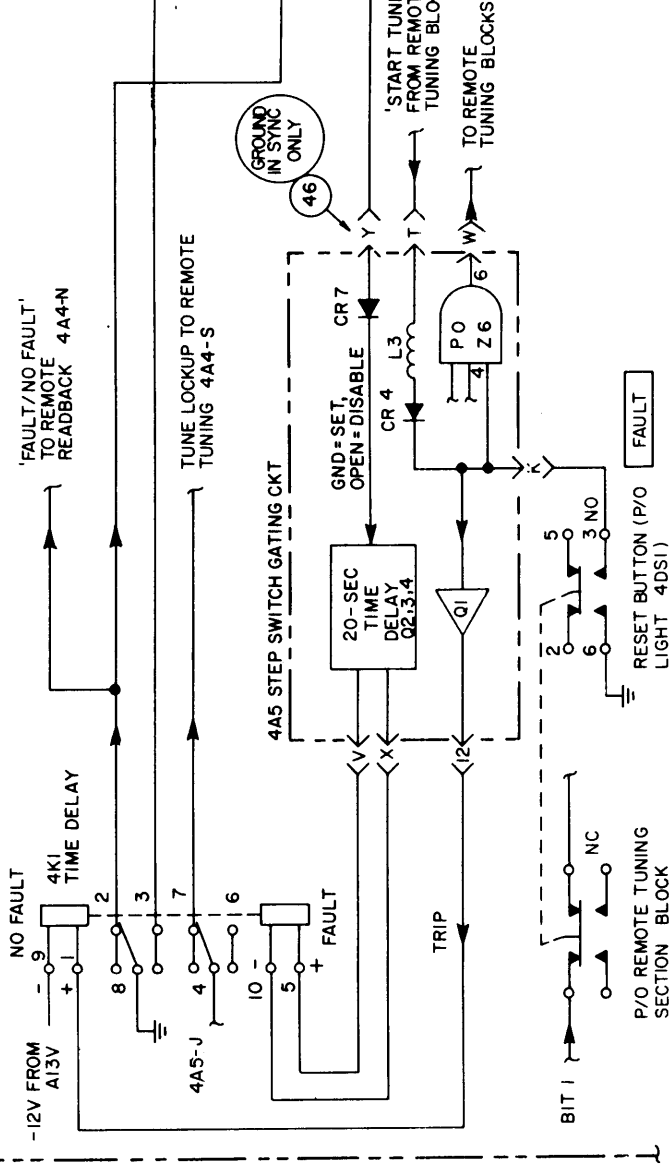 'START TUNE
FROM REMOTE
TUNING BLOC
TO REMOTE
TUNING BLOCKS
GROUND
IN SYNC
ONLY
46
Y
T
W
'FAULT/NO FAULT'
TO REMOTE
READBACK 4A4-N
TUNE LOCKUP TO REMOTE
TUNING 4A4-S
4A5 STEP SWITCH GATING CKT
GND=SET,
OPEN=DISABLE
CR 7
L3
CR 4
PO
Z6
4
6
20-SEC
TIME
DELAY
Q2,3,4
Q1
V
X
12
K
NO FAULT
4K1
TIME DELAY
- 9
+ 1
2
3
8
7
6
4
10 -
5 +
FAULT
-12V FROM
A13V
4A5-J
TRIP
2
5
6
3 NO
RESET BUTTON (P/O
LIGHT 4DS1)
FAULT
BIT 1
NC
P/O REMOTE TUNING
SECTION BLOCK